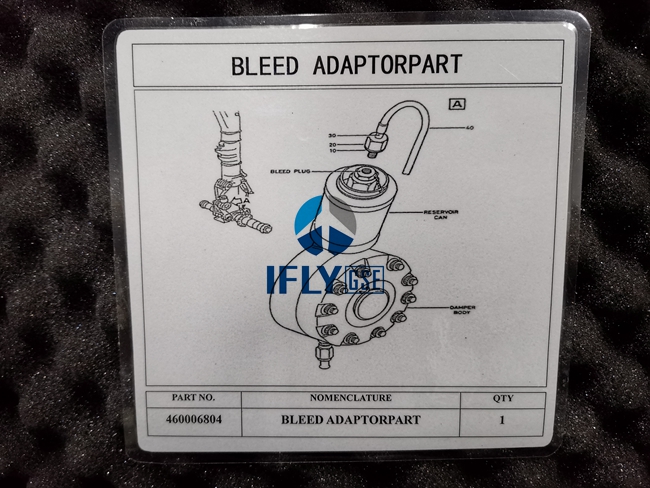 BLEED ADAPTORPART
A
30
20
10
40
BLEED PLUG
A
RESERVOIR
CAN
IFLY GSE
DAMPER
BODY
PART NO. NOMENCLATURE QTY
460006804 BLEED ADAPTORPART 1